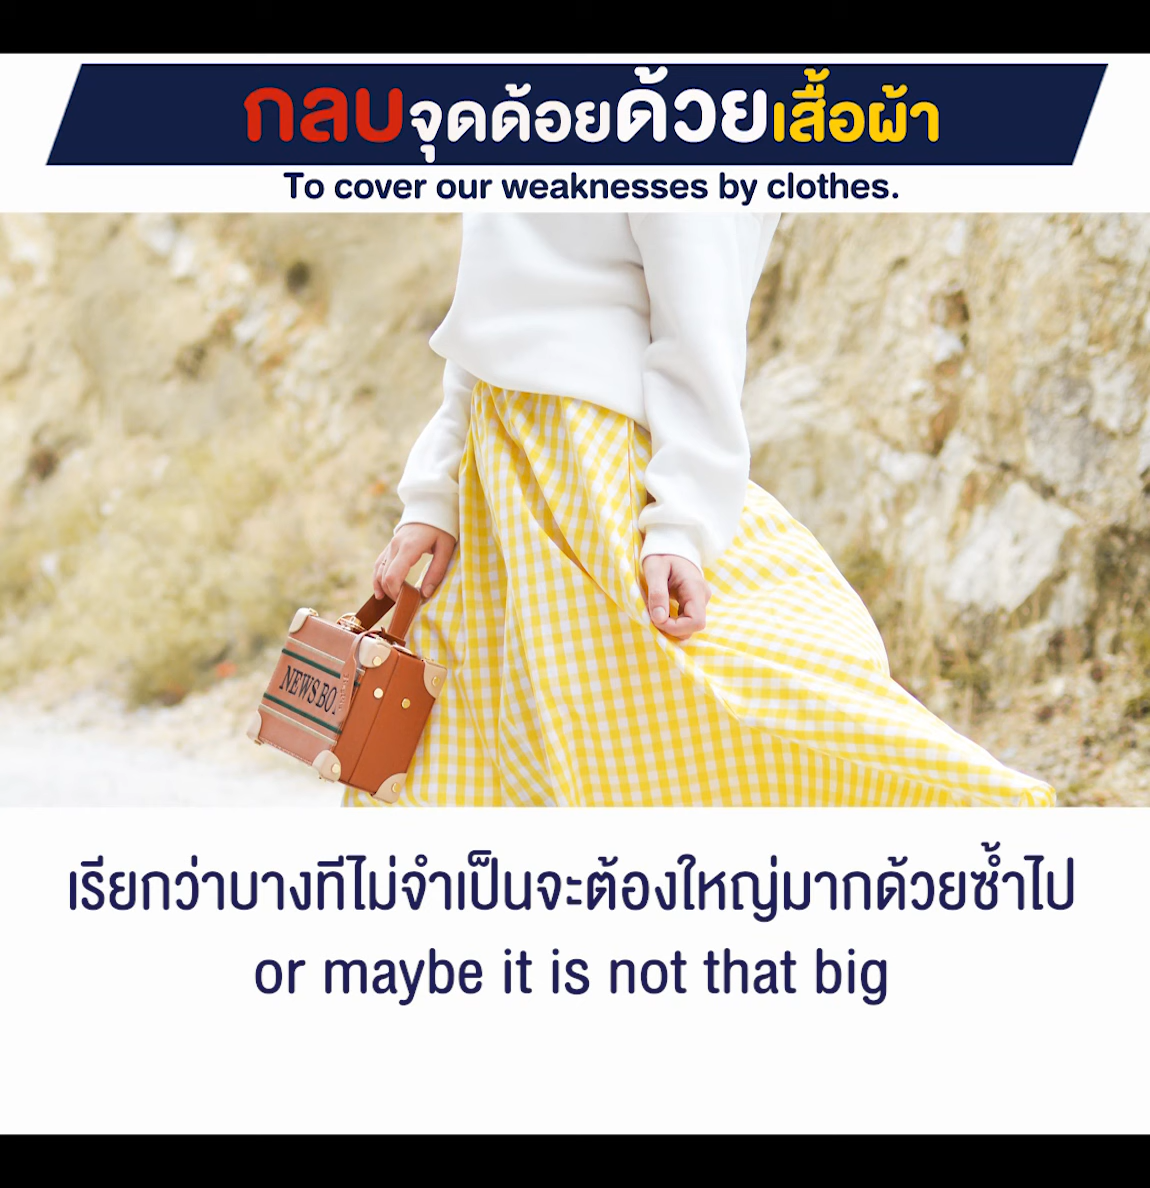 กลบจุดด้อยด้วยเสื้อผ้า
To cover our weaknesses by clothes.
NEWSBO
เรียกว่าบางทีไม่จำเป็นจะต้องใหญ่มากด้วยซ้ำไป
or maybe it is not that big